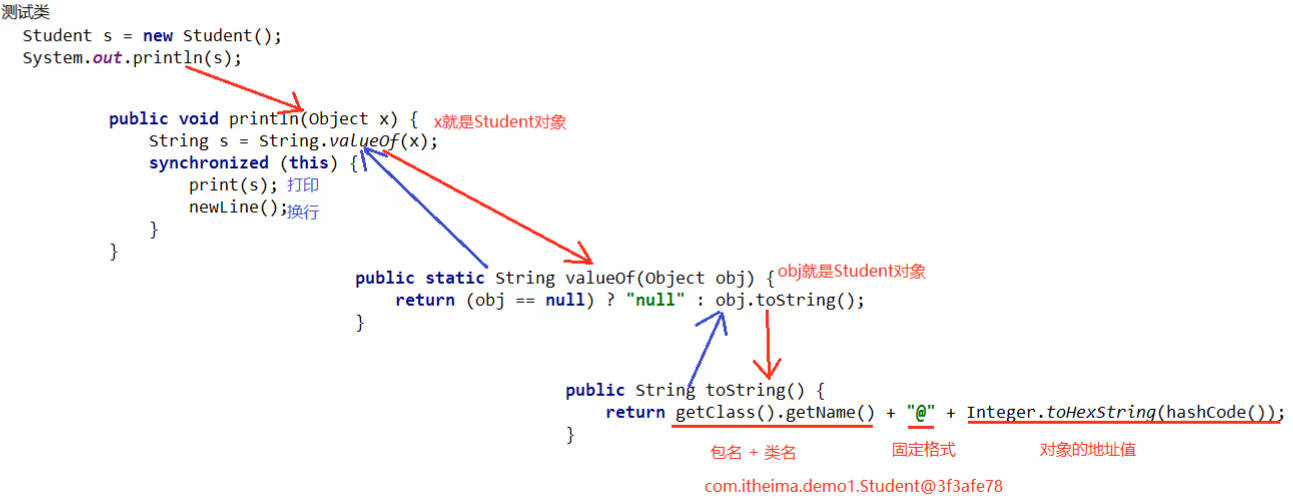 测试类
Student s = new Student();
System.out.println(s);
public void println(Object x) { x就是Student对象
String s = String.valueOf(x);
synchronized (this) {
print(s); 打印
newLine();换行
}
}
public static String valueOf(Object obj) { obj就是Student对象
return (obj == null) ? "null" : obj.toString();
}
public String toString() {
return getClass().getName() + "@" + Integer.toHexString(hashCode());
}
包名 + 类名 固定格式 对象的地址值
com.itheima.demo1.Student@3f3afe78